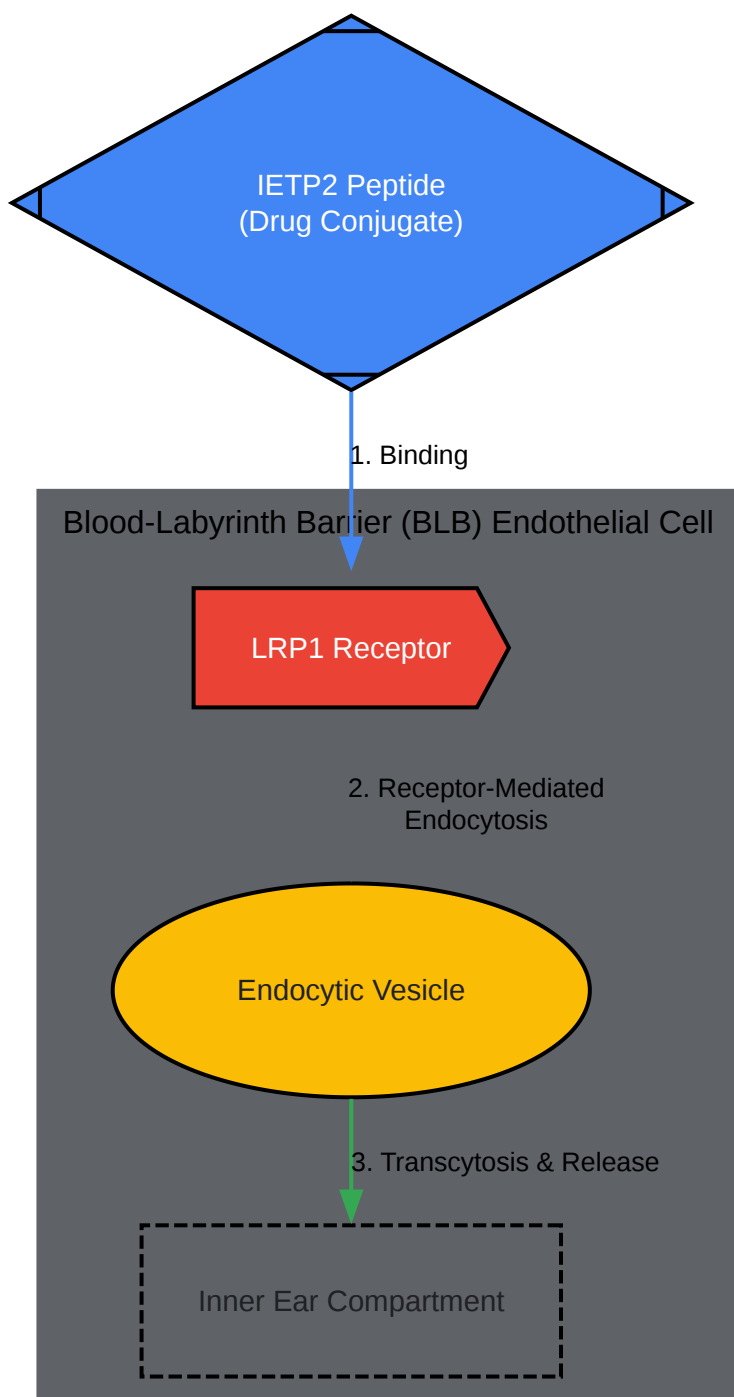 IETP2 Peptide
(Drug Conjugate)
1. Binding
Blood-Labyrinth Barrier (BLB) Endothelial Cell
LRP1 Receptor
2. Receptor-Mediated
Endocytosis
Endocytic Vesicle
3. Transcytosis & Release
Inner Ear Compartment